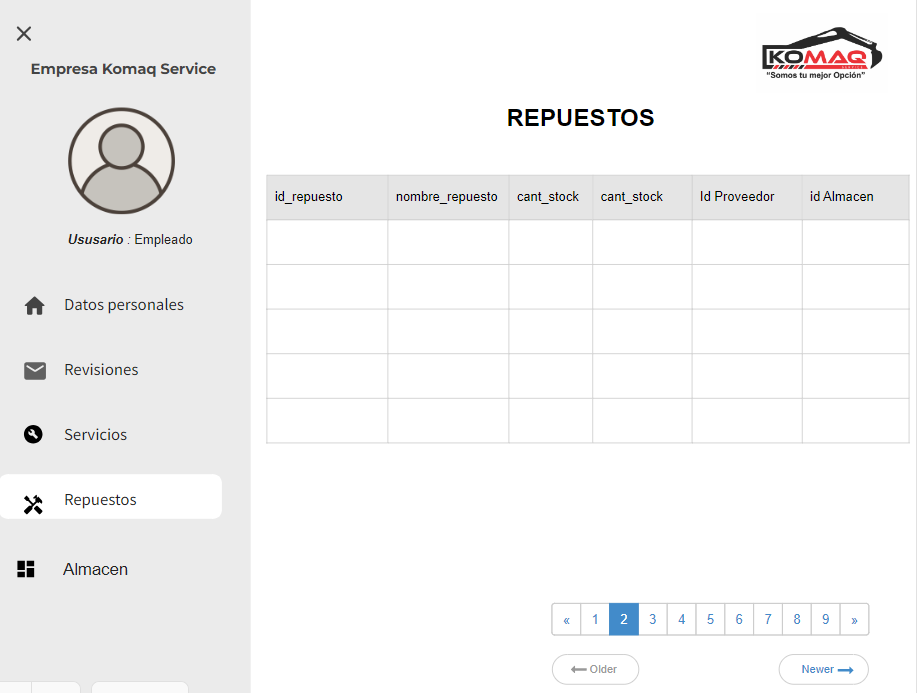 Empresa Komaq Service
Ususario : Empleado
Datos personales
Revisiones
Servicios
Repuestos
Almacen
KOMAQ
SERVICE
“Somos tu mejor Opción”
REPUESTOS
id_repuesto nombre_repuesto cant_stock cant_stock Id Proveedor id Almacen
« 1 2 3 4 5 6 7 8 9 »
Older Newer